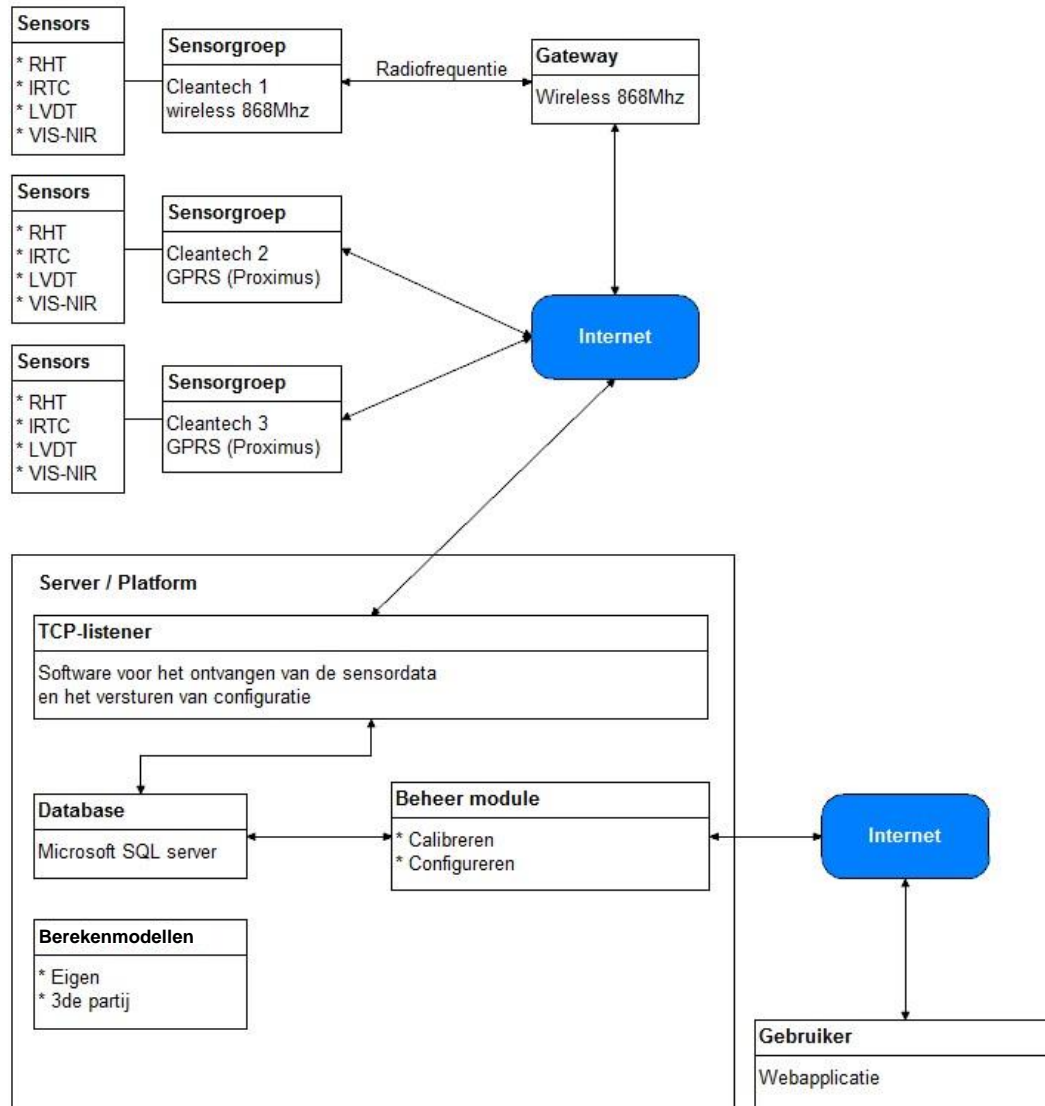 Sensors
* RHT
* IRTC
* LVDT
* VIS-NIR
Sensorgroep
Cleantech 1
wireless 868Mhz
Radiofrequentie
Gateway
Wireless 868Mhz
Sensors
* RHT
* IRTC
* LVDT
* VIS-NIR
Sensorgroep
Cleantech 2
GPRS (Proximus)
Internet
Sensors
* RHT
* IRTC
* LVDT
* VIS-NIR
Sensorgroep
Cleantech 3
GPRS (Proximus)
Server / Platform
TCP-listener
Software voor het ontvangen van de sensordata
en het versturen van configuratie
Database
Microsoft SQL server
Beheer module
* Calibreren
* Configureren
Internet
Berekenmodellen
* Eigen
* 3de partij
Gebruiker
Webapplicatie